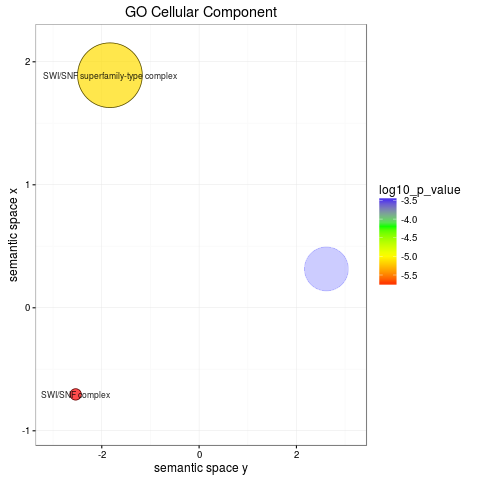 GO Cellular Component
2
SWI/SNF superfamily-type complex
1
0
-1
SWI/SNF complex
-2
0
2
semantic space y
semantic space x
log10_p_value
-3.5
-4.0
-4.5
-5.0
-5.5